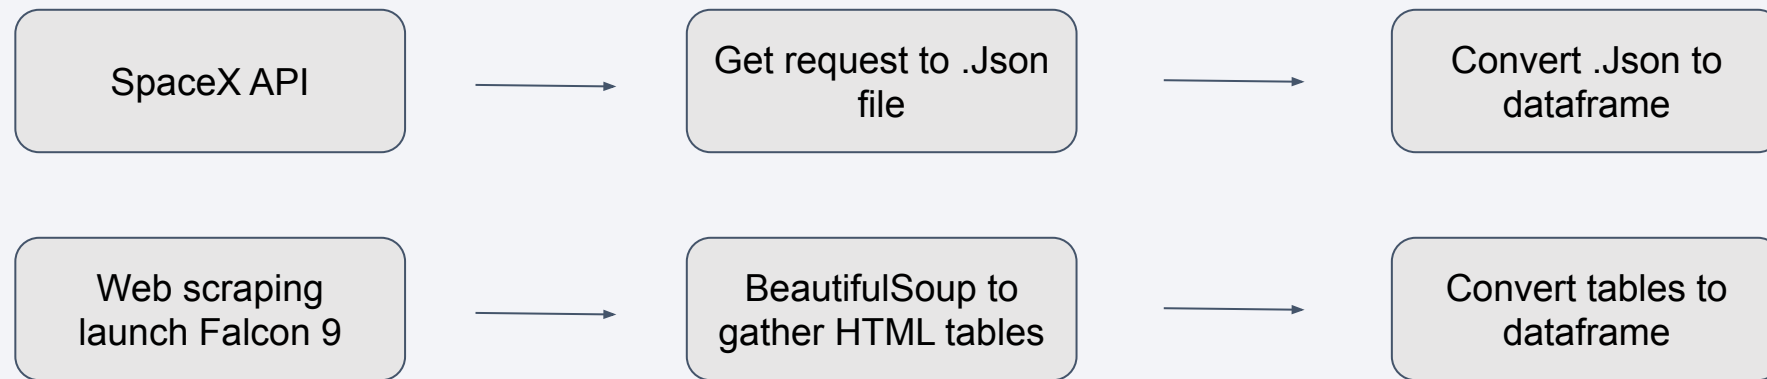 SpaceX API
Get request to .Json
file
Convert .Json to
dataframe
Web scraping
launch Falcon 9
BeautifulSoup to
gather HTML tables
Convert tables to
dataframe